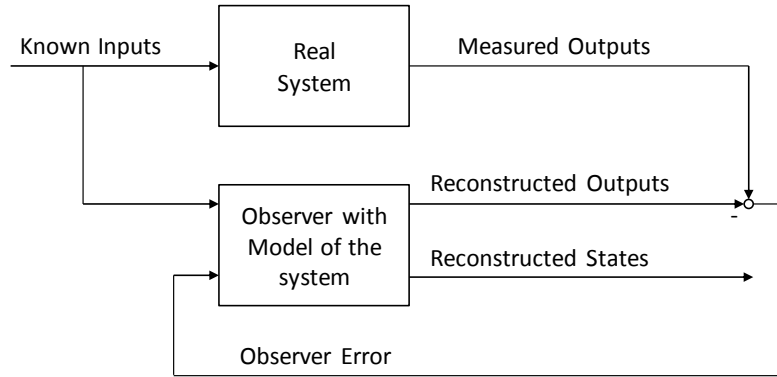 Known Inputs
Real
System
Measured Outputs
Observer with
Model of the
system
Reconstructed Outputs
-
Reconstructed States
Observer Error